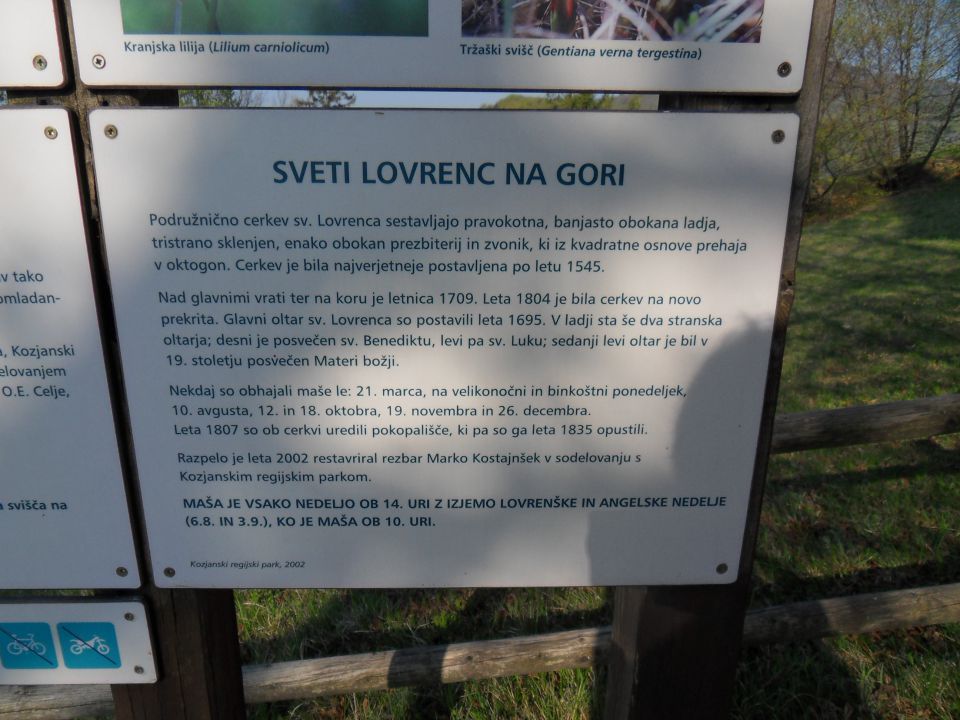 Kranjska lilija (Lilium carniolicum)
Tržaški svišč (Gentiana verna tergestina)
SVETI LOVRENC NA GORI
Podružnično cerkev sv. Lovrenca sestavljajo pravokotna, banjasto obokana ladja,
tristrano sklenjen, enako obokan prezbiterij in zvonik, ki iz kvadratne osnove prehaja
v oktogon. Cerkev je bila najverjetneje postavljena po letu 1545.
Nad glavnimi vrati ter na koru je letnica 1709. Leta 1804 je bila cerkev na novo
prekrita. Glavni oltar sv. Lovrenca so postavili leta 1695. V ladji sta še dva stranska
oltarja; desni je posvečen sv. Benediktu, levi pa sv. Luku; sedanji levi oltar je bil v
19. stoletju posvečen Materi božji.
Nekdaj so obhajali maše le: 21. marca, na velikonočni in binkoštni ponedeljek,
10. avgusta, 12. in 18. oktobra, 19. novembra in 26. decembra.
Leta 1807 so ob cerkvi uredili pokopališče, ki pa so ga leta 1835 opustili.
Razpelo je leta 2002 restavriral rezbar Marko Kostajnšek v sodelovanju s
Kozjanskim regijskim parkom.
MAŠA JE VSAKO NEDELJO OB 14. URI Z IZJEMO LOVRENŠKE IN ANGELSKE NEDELJE
(6.8. IN 3.9.), KO JE MAŠA OB 10. URI.
Kozjanski regijski park, 2002
v tako
omladan-
, Kozjanski
elovanjem
O.E. Celje,
svišča na